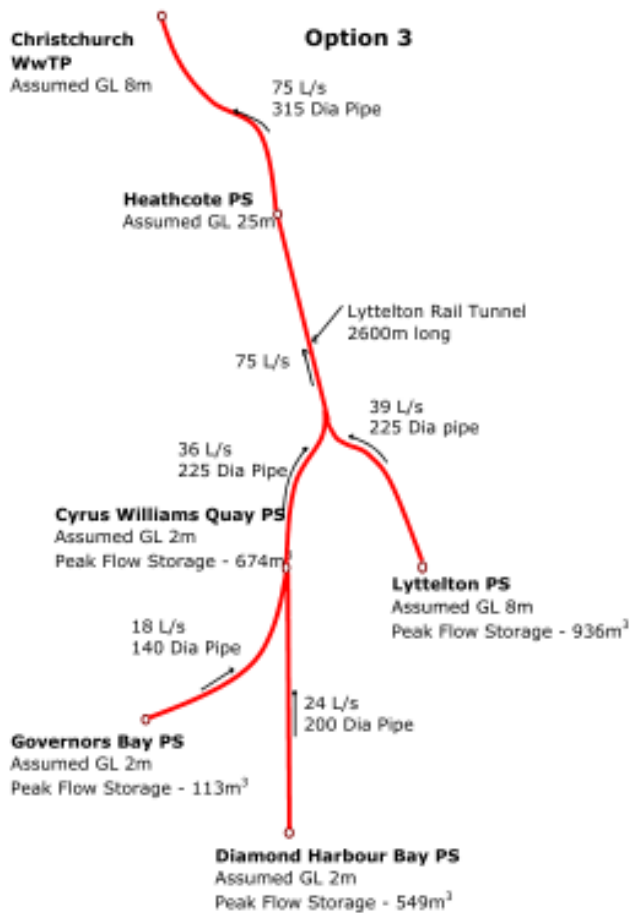 Option 3
Christchurch
WwTP
Assumed GL 8m
75 L/s
315 Dia Pipe
Heathcote PS
Assumed GL 25m
Lyttelton Rail Tunnel
2600m long
75 L/s
39 L/s
225 Dia pipe
36 L/s
225 Dia Pipe
Cyrus Williams Quay PS
Assumed GL 2m
Peak Flow Storage - 674m³
Lyttelton PS
Assumed GL 8m
Peak Flow Storage - 936m³
18 L/s
140 Dia Pipe
24 L/s
200 Dia Pipe
Governors Bay PS
Assumed GL 2m
Peak Flow Storage - 113m³
Diamond Harbour Bay PS
Assumed GL 2m
Peak Flow Storage - 549m³